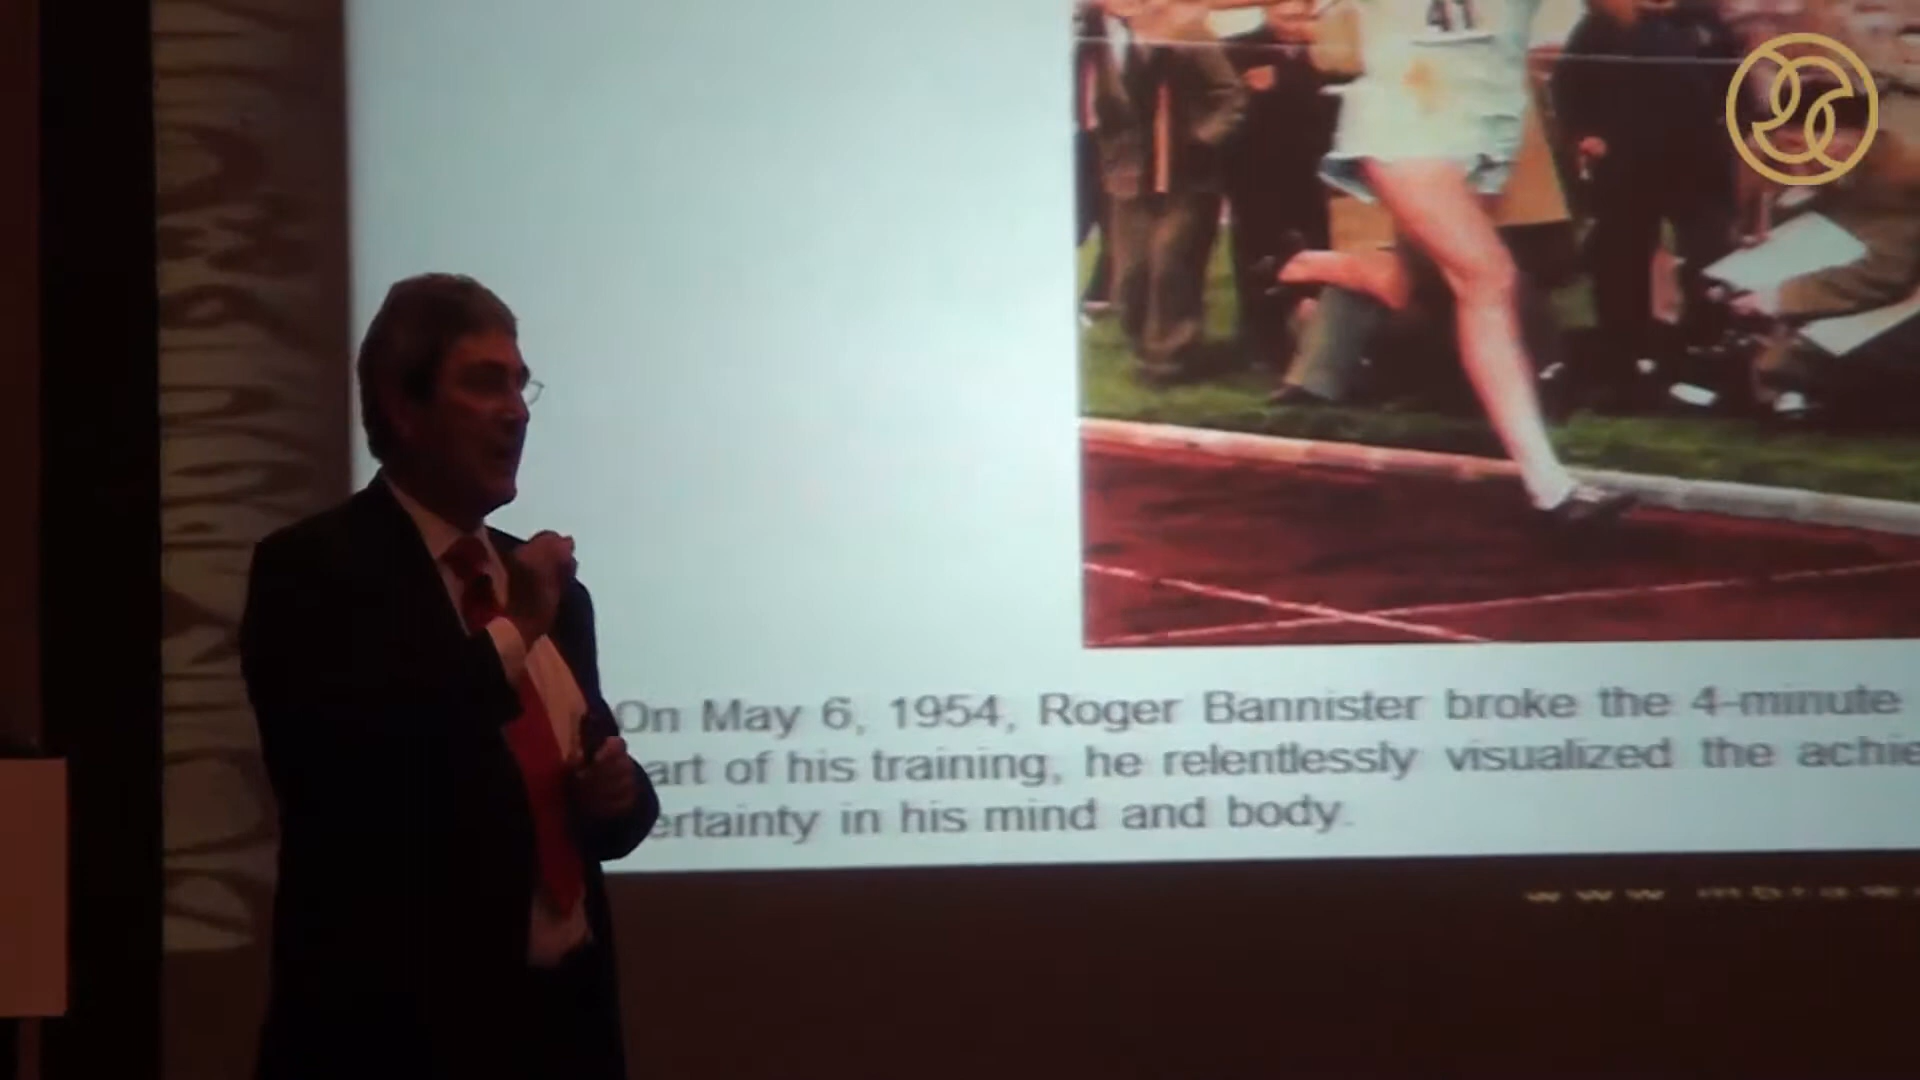 41
On May 6, 1954, Roger Bannister broke the 4-minute
art of his training, he relentlessly visualized the achie
ertainty in his mind and body.
www